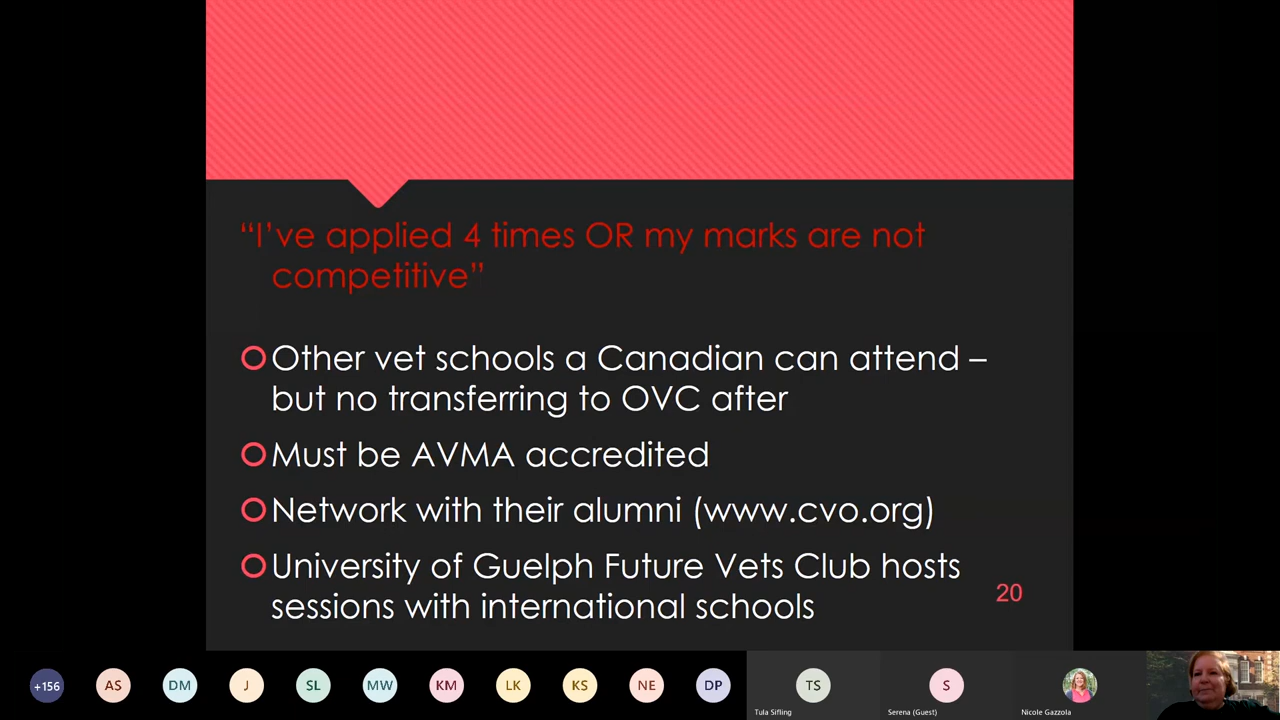 “I’ve applied 4 times OR my marks are not
competitive”
Other vet schools a Canadian can attend –
but no transferring to OVC after
Must be AVMA accredited
Network with their alumni (www.cvo.org)
University of Guelph Future Vets Club hosts
sessions with international schools
20
+156 AS DM J SL MW KM LK KS NE DP TS S
Tula Sifling Serena (Guest) Nicole Gazzola